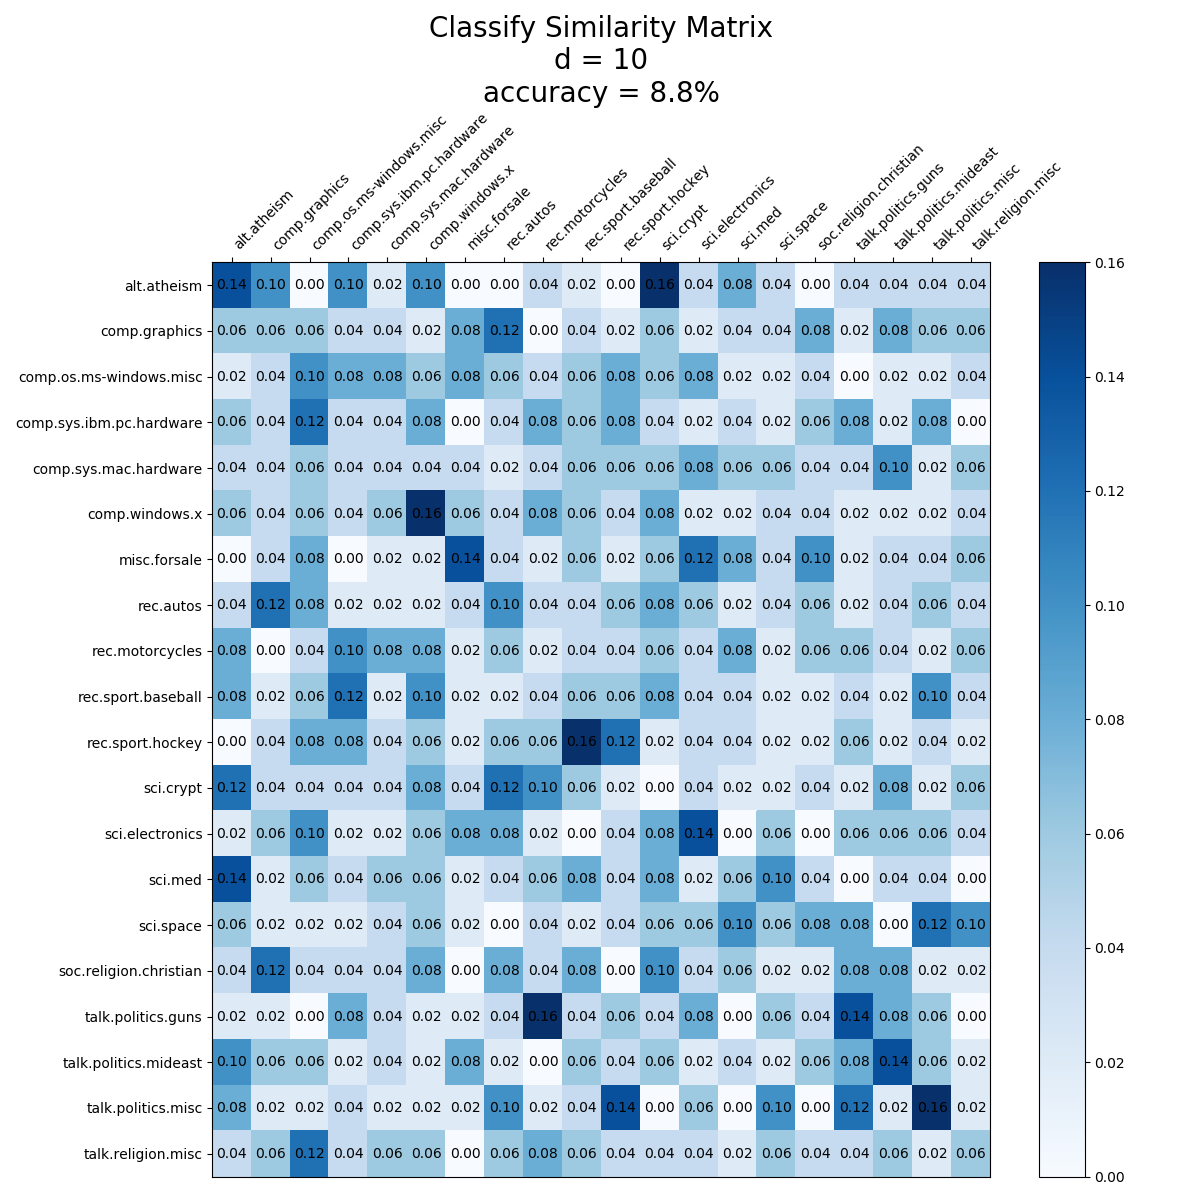 Classify Similarity Matrix
d = 10
accuracy = 8.8%
alt.atheism
comp.graphics
comp.os.ms-windows.misc
comp.sys.ibm.pc.hardware
comp.sys.mac.hardware
comp.windows.x
misc.forsale
rec.autos
rec.motorcycles
rec.sport.baseball
rec.sport.hockey
sci.crypt
sci.electronics
sci.med
sci.space
soc.religion.christian
talk.politics.guns
talk.politics.mideast
talk.politics.misc
talk.religion.misc
alt.atheism 0.14 0.10 0.00 0.10 0.02 0.10 0.00 0.00 0.04 0.02 0.00 0.16 0.04 0.08 0.04 0.00 0.04 0.04 0.04 0.04
comp.graphics 0.06 0.06 0.06 0.04 0.04 0.02 0.08 0.12 0.00 0.04 0.02 0.06 0.02 0.04 0.04 0.08 0.02 0.08 0.06 0.06
comp.os.ms-windows.misc 0.02 0.04 0.10 0.08 0.08 0.06 0.08 0.06 0.04 0.06 0.08 0.06 0.08 0.02 0.02 0.04 0.00 0.02 0.02 0.04
comp.sys.ibm.pc.hardware 0.06 0.04 0.12 0.04 0.04 0.08 0.00 0.04 0.08 0.06 0.08 0.04 0.02 0.04 0.02 0.06 0.08 0.02 0.08 0.00
comp.sys.mac.hardware 0.04 0.04 0.06 0.04 0.04 0.04 0.04 0.02 0.04 0.06 0.06 0.06 0.08 0.06 0.06 0.04 0.04 0.10 0.02 0.06
comp.windows.x 0.06 0.04 0.06 0.04 0.06 0.16 0.06 0.04 0.08 0.06 0.04 0.08 0.02 0.02 0.04 0.04 0.02 0.02 0.02 0.04
misc.forsale 0.00 0.04 0.08 0.00 0.02 0.02 0.14 0.04 0.02 0.06 0.02 0.06 0.12 0.08 0.04 0.10 0.02 0.04 0.04 0.06
rec.autos 0.04 0.12 0.08 0.02 0.02 0.02 0.04 0.10 0.04 0.04 0.06 0.08 0.06 0.02 0.04 0.06 0.02 0.04 0.06 0.04
rec.motorcycles 0.08 0.00 0.04 0.10 0.08 0.08 0.02 0.06 0.02 0.04 0.04 0.06 0.04 0.08 0.02 0.06 0.06 0.04 0.02 0.06
rec.sport.baseball 0.08 0.02 0.06 0.12 0.02 0.10 0.02 0.02 0.04 0.06 0.06 0.08 0.04 0.04 0.02 0.02 0.04 0.02 0.10 0.04
rec.sport.hockey 0.00 0.04 0.08 0.08 0.04 0.06 0.02 0.06 0.06 0.16 0.12 0.02 0.04 0.04 0.02 0.02 0.06 0.02 0.04 0.02
sci.crypt 0.12 0.04 0.04 0.04 0.04 0.08 0.04 0.12 0.10 0.06 0.02 0.00 0.04 0.02 0.02 0.04 0.02 0.08 0.02 0.06
sci.electronics 0.02 0.06 0.10 0.02 0.02 0.06 0.08 0.08 0.02 0.00 0.04 0.08 0.14 0.00 0.06 0.00 0.06 0.06 0.06 0.04
sci.med 0.14 0.02 0.06 0.04 0.06 0.06 0.02 0.04 0.06 0.08 0.04 0.08 0.02 0.06 0.10 0.04 0.00 0.04 0.04 0.00
sci.space 0.06 0.02 0.02 0.02 0.04 0.06 0.02 0.00 0.04 0.02 0.04 0.06 0.06 0.10 0.06 0.08 0.08 0.00 0.12 0.10
soc.religion.christian 0.04 0.12 0.04 0.04 0.04 0.08 0.00 0.08 0.04 0.08 0.00 0.10 0.04 0.06 0.02 0.02 0.08 0.08 0.02 0.02
talk.politics.guns 0.02 0.02 0.00 0.08 0.04 0.02 0.02 0.04 0.16 0.04 0.06 0.04 0.08 0.00 0.06 0.04 0.14 0.08 0.06 0.00
talk.politics.mideast 0.10 0.06 0.06 0.02 0.04 0.02 0.08 0.02 0.00 0.06 0.04 0.06 0.02 0.04 0.02 0.06 0.08 0.14 0.06 0.02
talk.politics.misc 0.08 0.02 0.02 0.04 0.02 0.02 0.02 0.10 0.02 0.04 0.14 0.00 0.06 0.00 0.10 0.00 0.12 0.02 0.16 0.02
talk.religion.misc 0.04 0.06 0.12 0.04 0.06 0.06 0.00 0.06 0.08 0.06 0.04 0.04 0.04 0.02 0.06 0.04 0.04 0.06 0.02 0.06
0.16
0.14
0.12
0.10
0.08
0.06
0.04
0.02
0.00